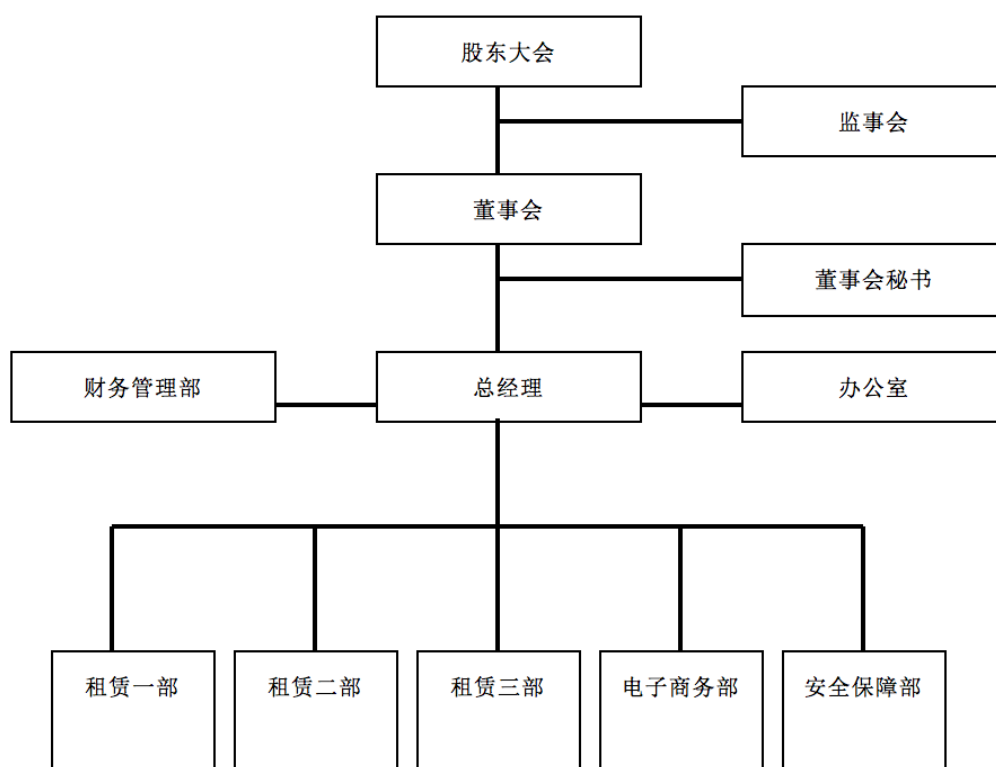 股东大会
监事会
董事会
董事会秘书
财务管理部
总经理
办公室
租赁一部
租赁二部
租赁三部
电子商务部
安全保障部